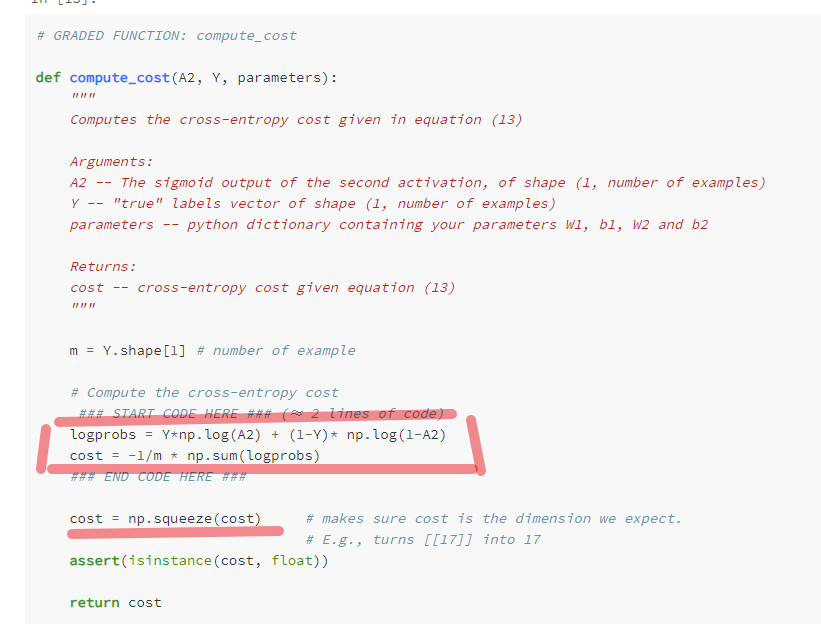 In [13]:
# GRADED FUNCTION: compute_cost
def compute_cost(A2, Y, parameters):
"""
Computes the cross-entropy cost given in equation (13)
Arguments:
A2 -- The sigmoid output of the second activation, of shape (1, number of examples)
Y -- "true" labels vector of shape (1, number of examples)
parameters -- python dictionary containing your parameters W1, b1, W2 and b2
Returns:
cost -- cross-entropy cost given equation (13)
"""
m = Y.shape[1] # number of example
# Compute the cross-entropy cost
### START CODE HERE ### (≈ 2 lines of code)
logprobs = Y*np.log(A2) + (1-Y)* np.log(1-A2)
cost = -1/m * np.sum(logprobs)
### END CODE HERE ###
cost = np.squeeze(cost) # makes sure cost is the dimension we expect.
# E.g., turns [[17]] into 17
assert(isinstance(cost, float))
return cost